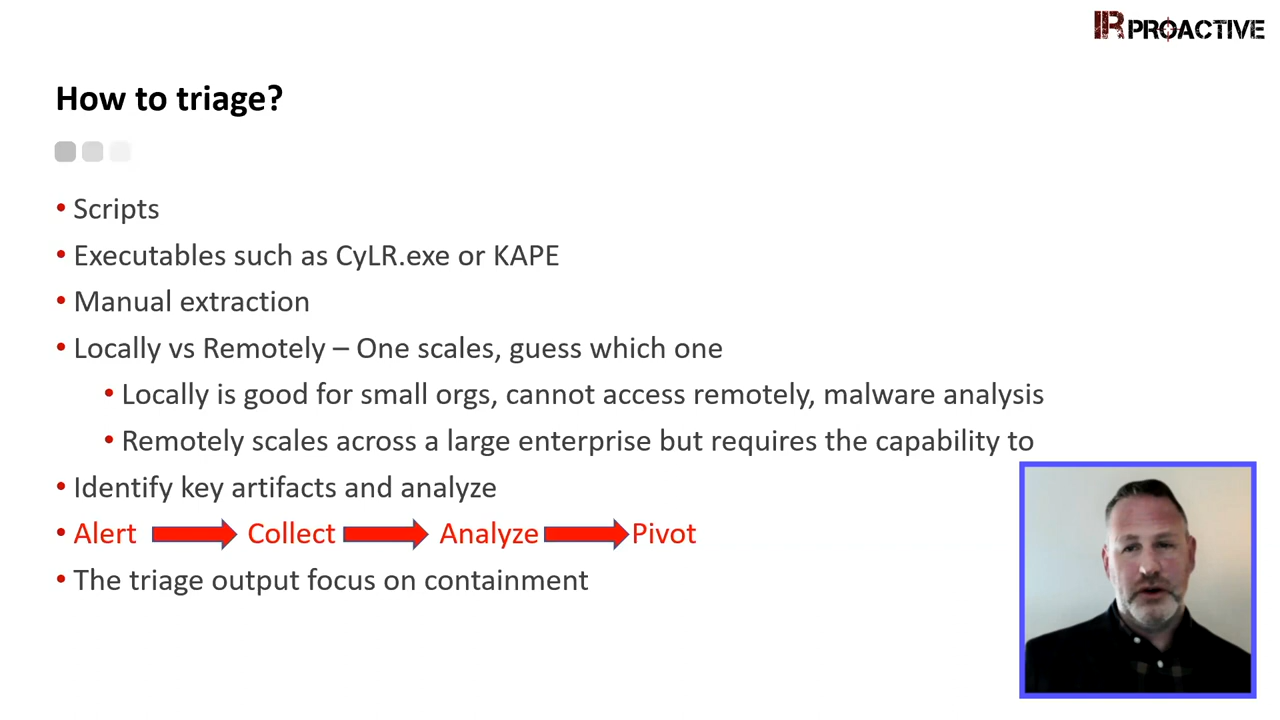 IR PROACTIVE
How to triage?
• Scripts
• Executables such as CyLR.exe or KAPE
• Manual extraction
• Locally vs Remotely – One scales, guess which one
• Locally is good for small orgs, cannot access remotely, malware analysis
• Remotely scales across a large enterprise but requires the capability to
• Identify key artifacts and analyze
• Alert Collect Analyze Pivot
• The triage output focus on containment